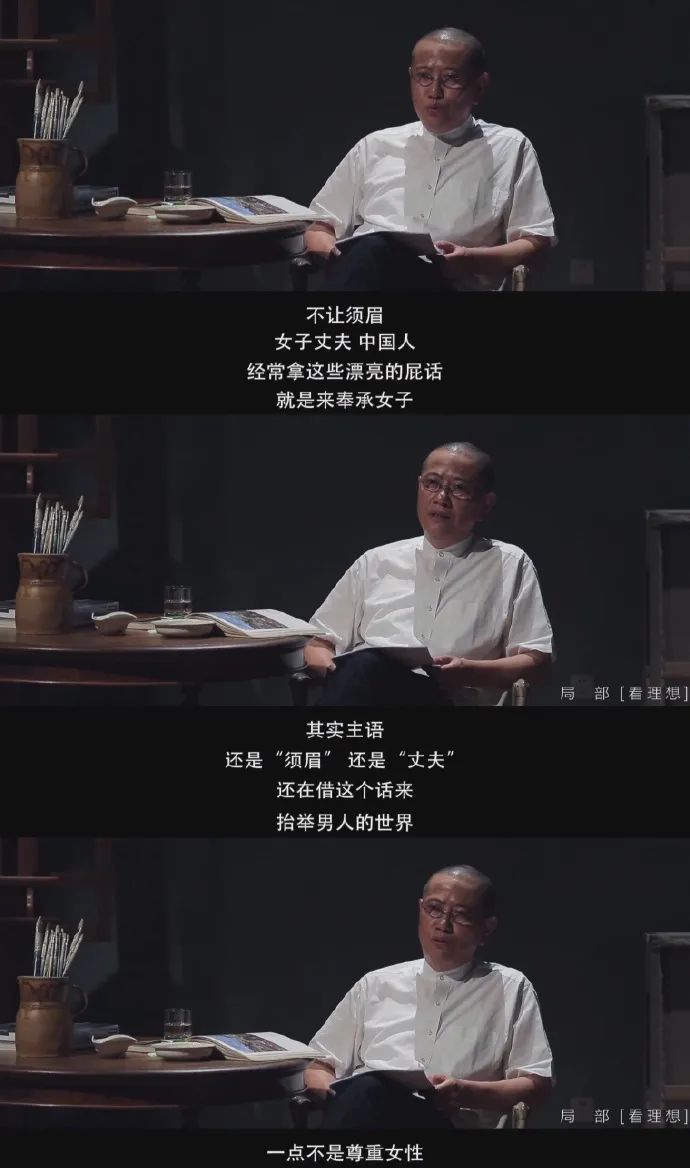 不让须眉
女子丈夫 中国人
经常拿这些漂亮的屁话
就是来奉承女子
局 部 [看理想]
其实主语
还是“须眉” 还是“丈夫”
还在借这个话来
抬举男人的世界
局 部 [看理想]
一点不是尊重女性